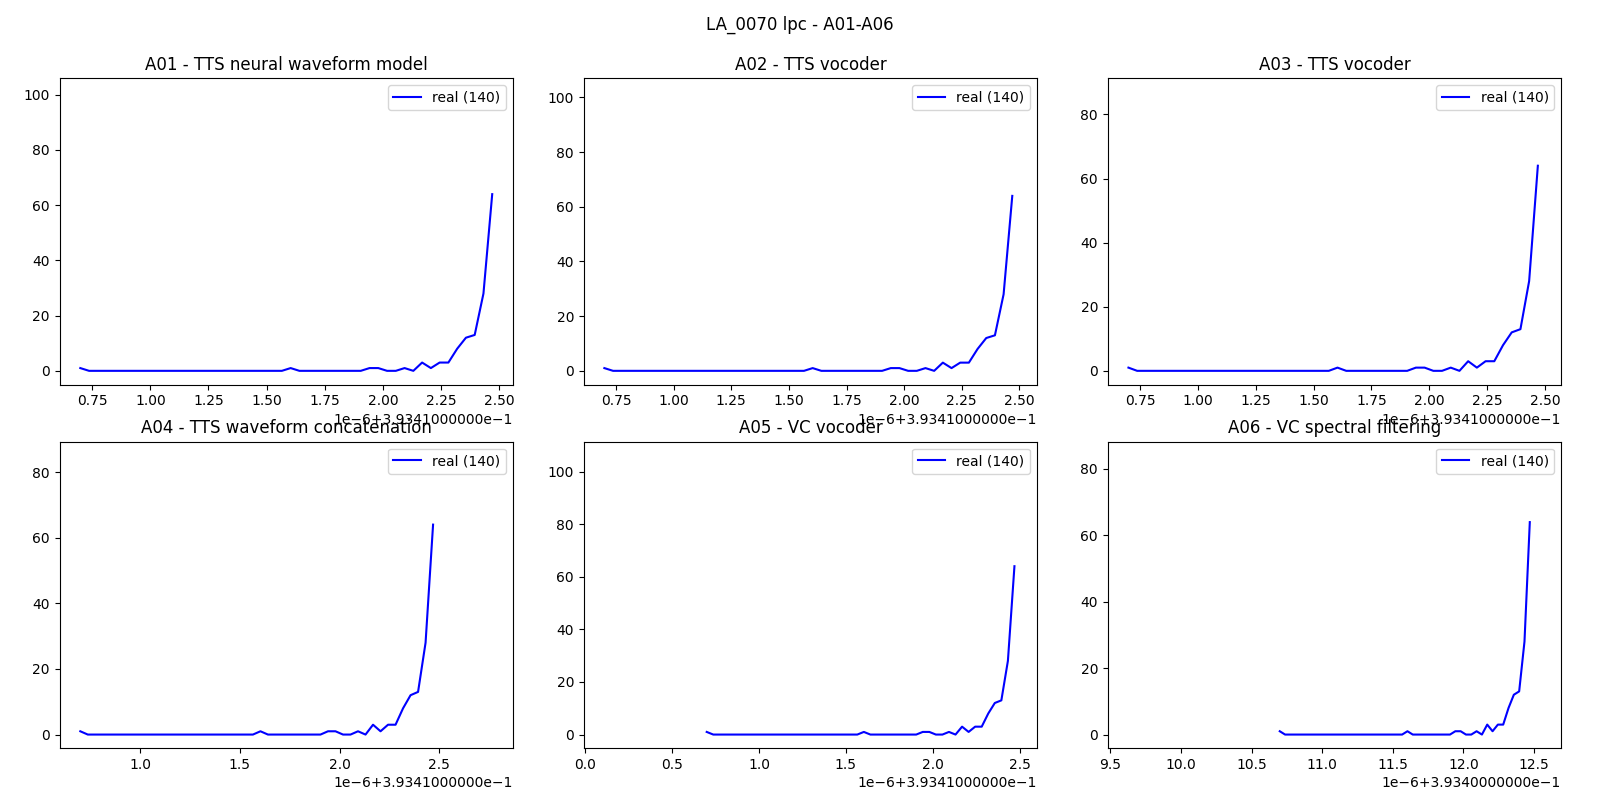 LA_0070 lpc - A01-A06
A01 - TTS neural waveform model
A02 - TTS vocoder
A03 - TTS vocoder
real (140)
real (140)
real (140)
100
80
60
40
20
0
100
80
60
40
20
0
80
60
40
20
0
0.75 1.00 1.25 1.50 1.75 2.00 2.25 2.50
0.75 1.00 1.25 1.50 1.75 2.00 2.25 2.50
0.75 1.00 1.25 1.50 1.75 2.00 2.25 2.50
1e-6+3.9341000000e-1
1e-6+3.9341000000e-1
1e-6+3.9341000000e-1
A04 - TTS waveform concatenation
A05 - VC vocoder
A06 - VC spectral filtering
real (140)
real (140)
real (140)
80
60
40
20
0
100
80
60
40
20
0
80
60
40
20
0
1.0 1.5 2.0 2.5
0.0 0.5 1.0 1.5 2.0 2.5
9.5 10.0 10.5 11.0 11.5 12.0 12.5
1e-6+3.9341000000e-1
1e-6+3.9341000000e-1
1e-6+3.9340000000e-1